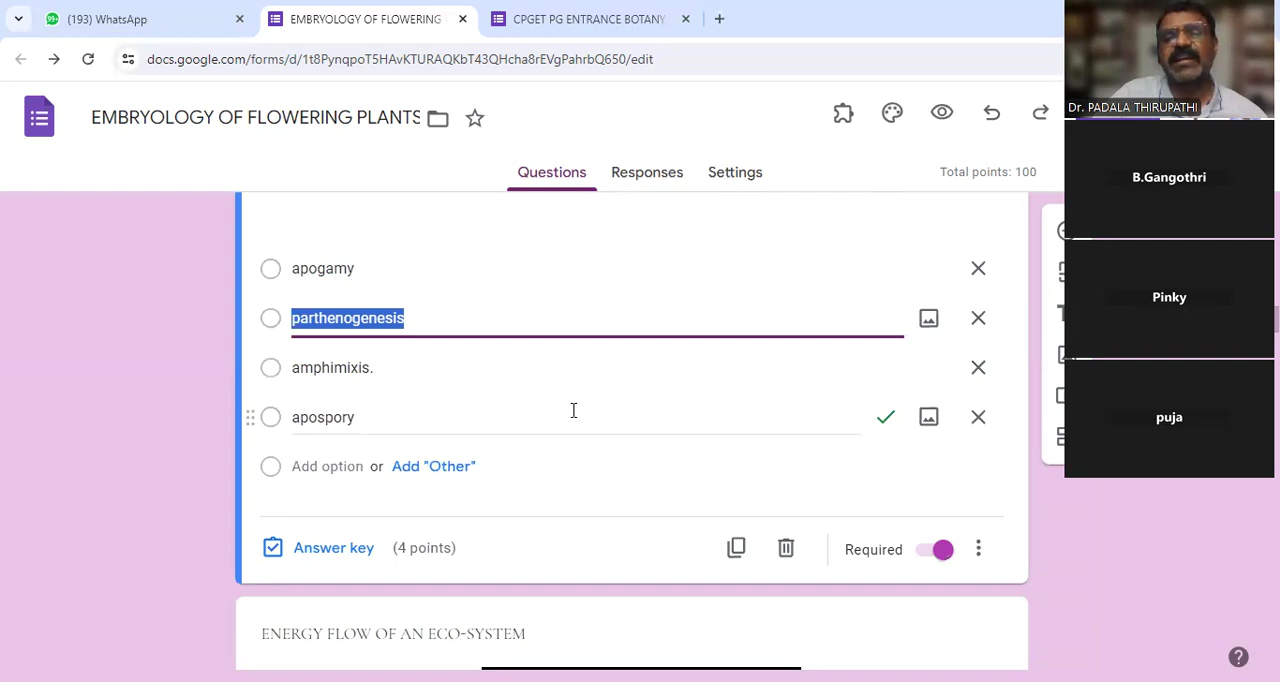 (193) WhatsApp
EMBRYOLOGY OF FLOWERING
CPGET PG ENTRANCE BOTANY
docs.google.com/forms/d/1t8PynqpoT5HAvKTURAQKbT43QHcha8rEVgPahrbQ650/edit
EMBRYOLOGY OF FLOWERING PLANTS
Questions
Responses
Settings
Total points: 100
Dr. PADALA THIRUPATHI
B.Gangothri
Pinky
puja
apogamy
parthenogenesis
amphimixis.
apospory
Add option or Add "Other"
Answer key (4 points)
Required
ENERGY FLOW OF AN ECO-SYSTEM